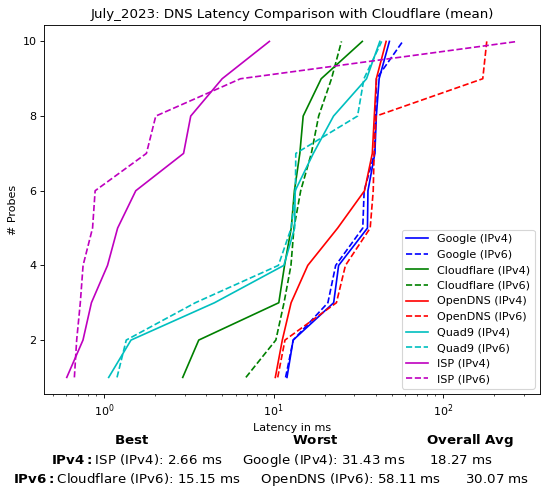 July_2023: DNS Latency Comparison with Cloudflare (mean)
# Probes
10
8
6
4
2
Google (IPv4)
Google (IPv6)
Cloudflare (IPv4)
Cloudflare (IPv6)
OpenDNS (IPv4)
OpenDNS (IPv6)
Quad9 (IPv4)
Quad9 (IPv6)
ISP (IPv4)
ISP (IPv6)
10⁰ 10¹ 10²
Latency in ms
Best Worst Overall Avg
IPv4: ISP (IPv4): 2.66 ms Google (IPv4): 31.43 ms 18.27 ms
IPv6: Cloudflare (IPv6): 15.15 ms OpenDNS (IPv6): 58.11 ms 30.07 ms